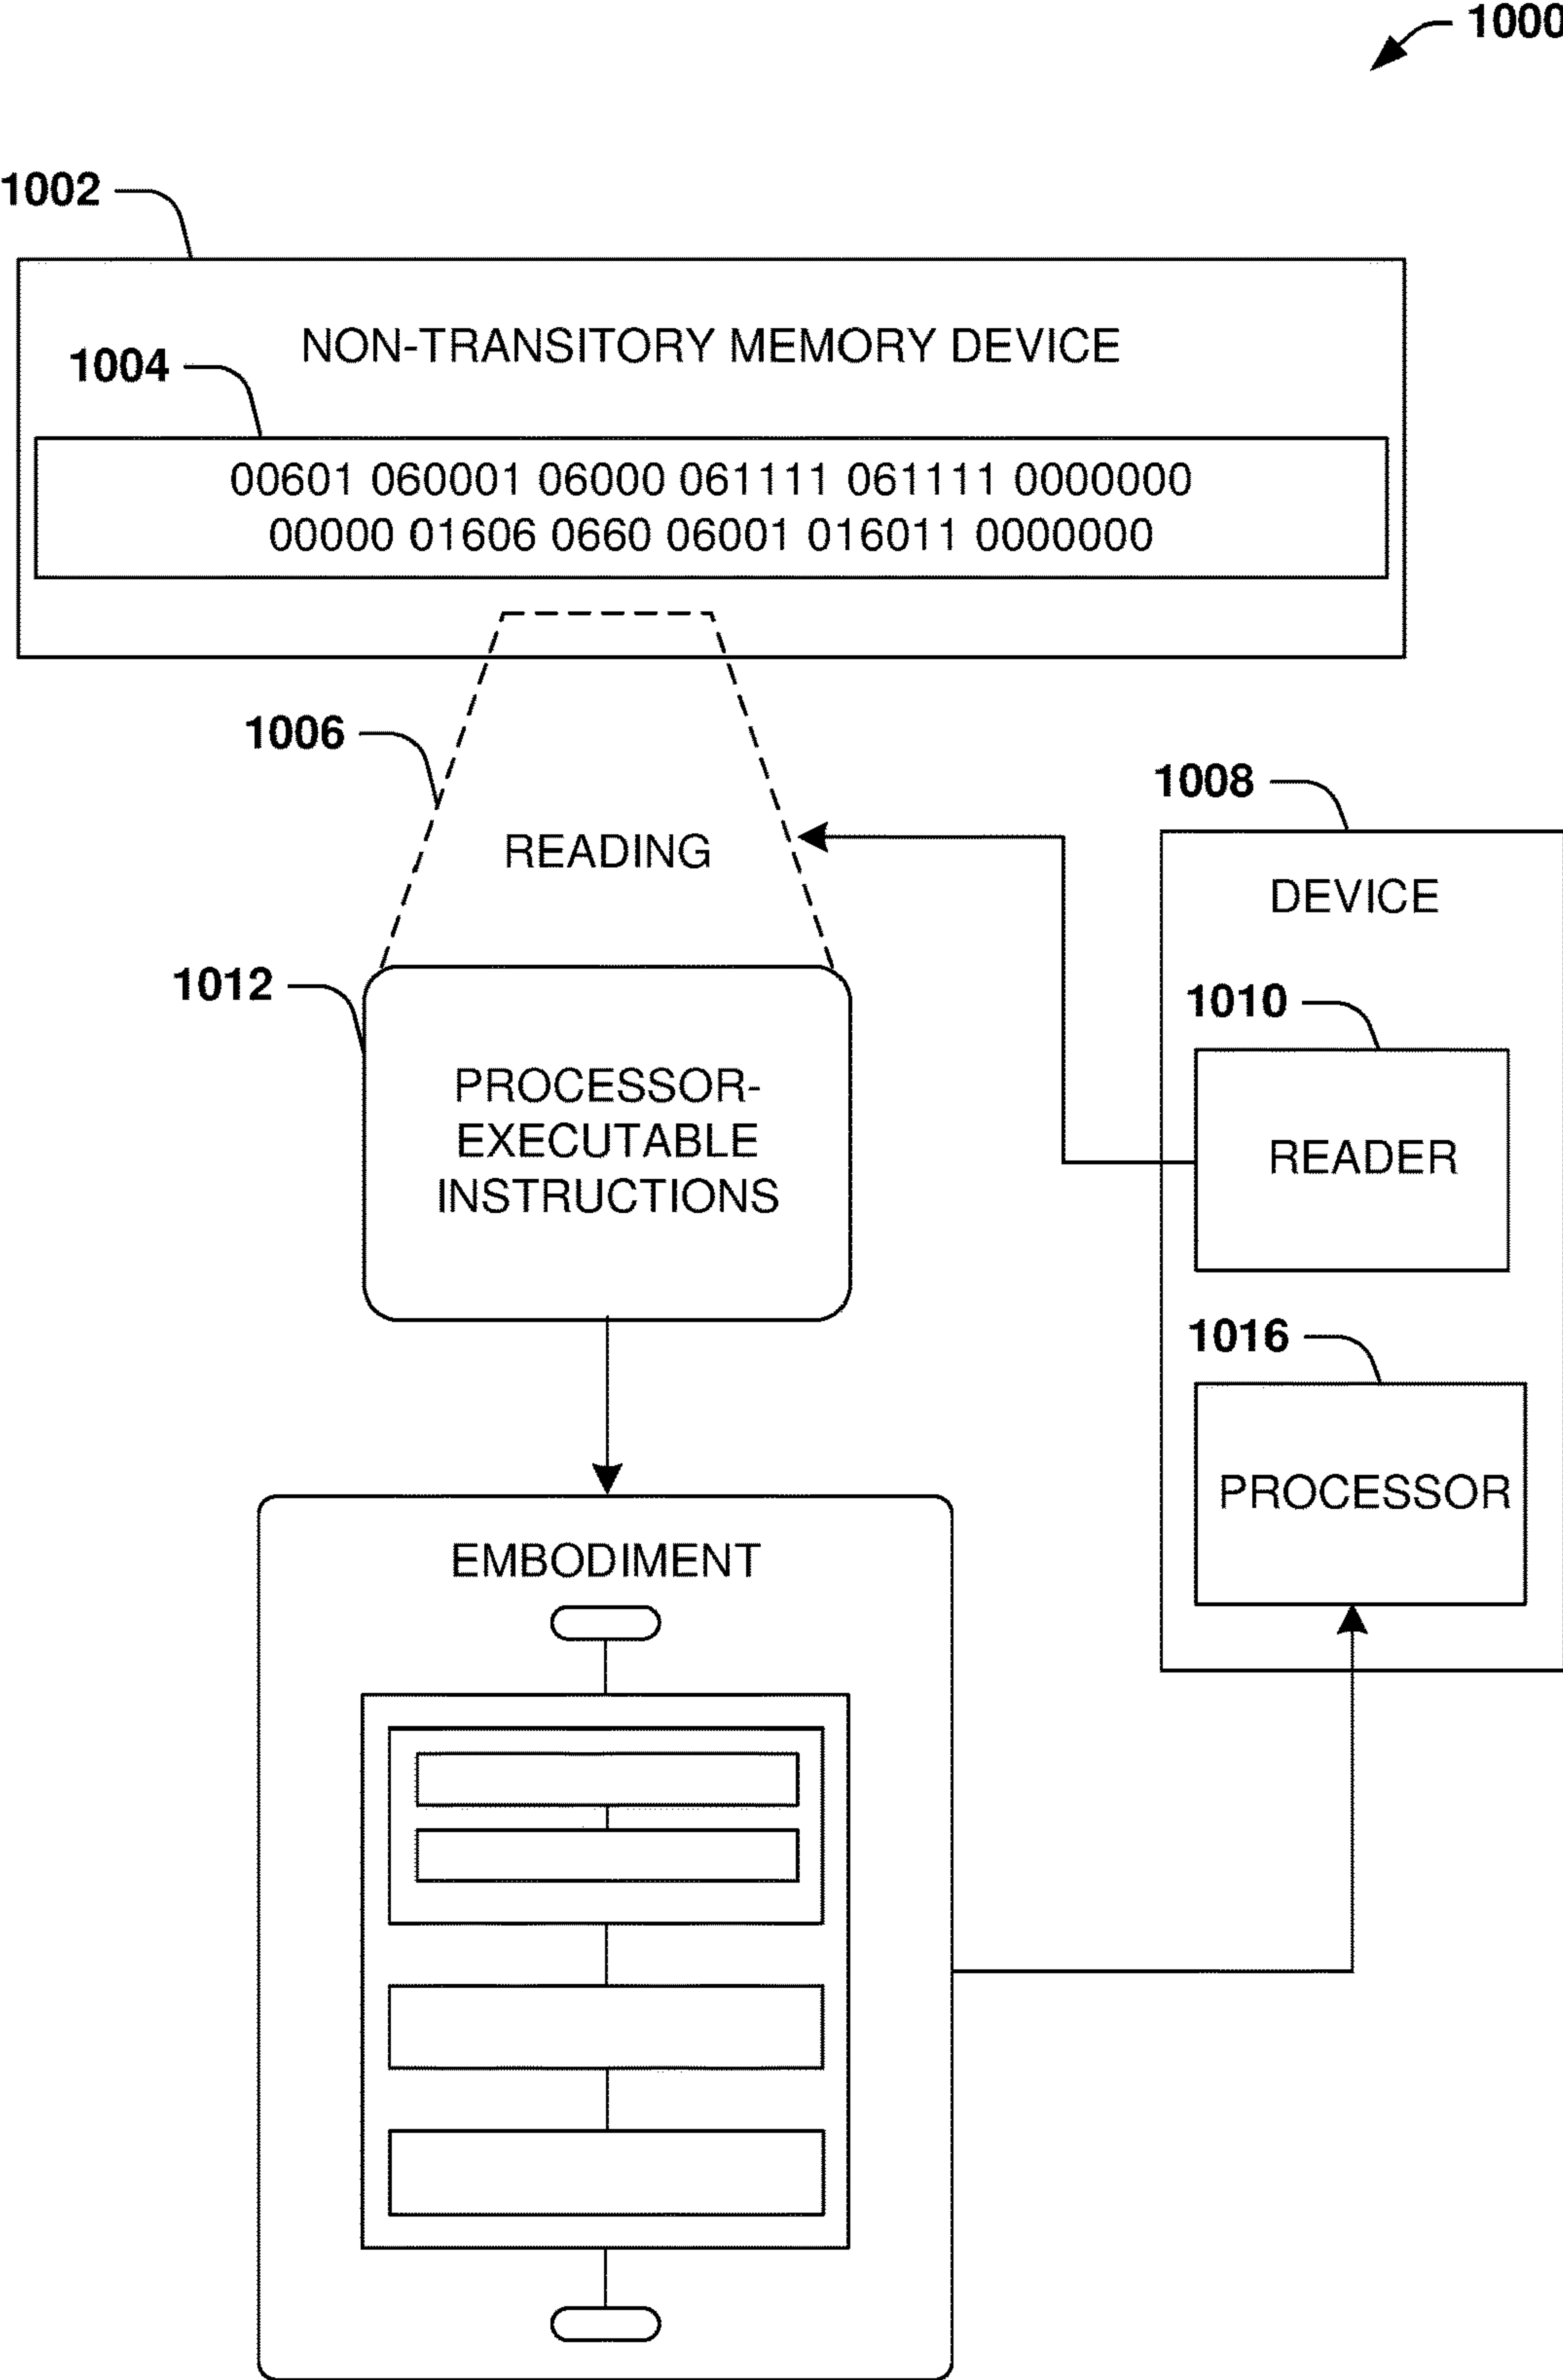 1000
1002
NON-TRANSITORY MEMORY DEVICE
1004
00601 060001 06000 061111 061111 0000000
00000 01606 0660 06001 016011 0000000
1006
READING
1008
DEVICE
1010
READER
1012
PROCESSOR-
EXECUTABLE
INSTRUCTIONS
1016
PROCESSOR
EMBODIMENT